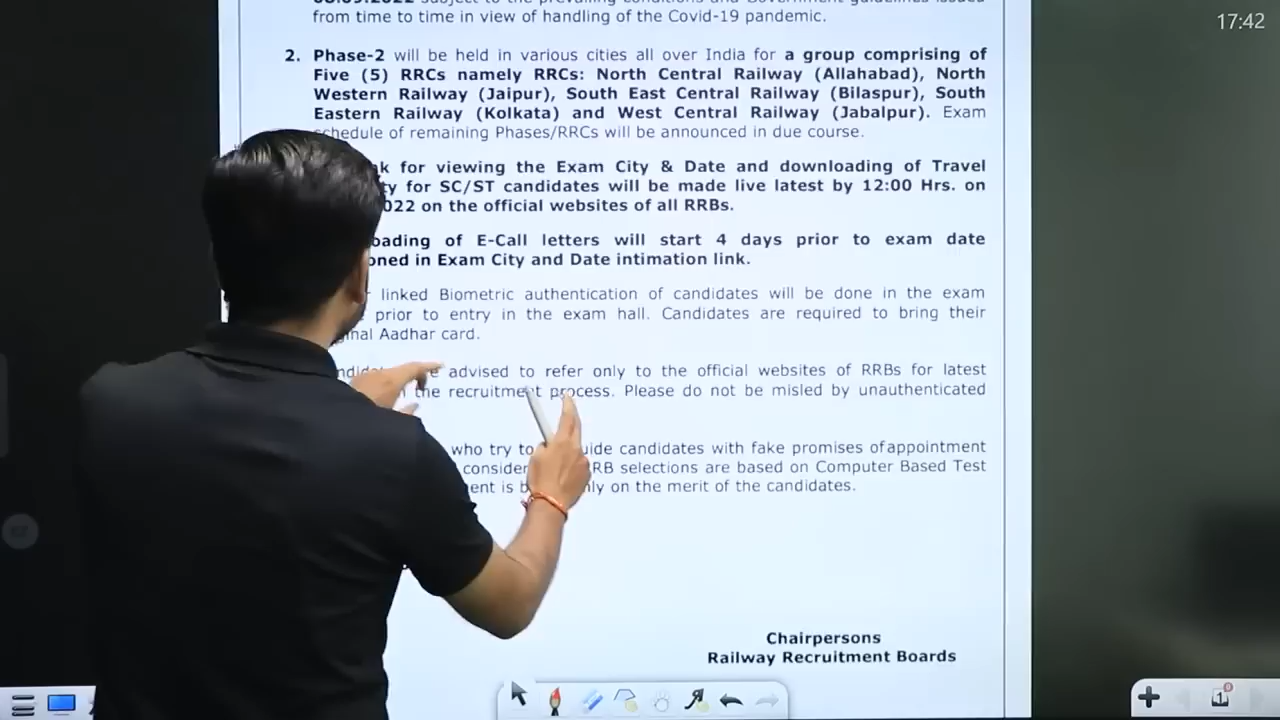 17:42
from time to time in view of handling of the Covid-19 pandemic.
2. Phase-2 will be held in various cities all over India for a group comprising of
Five (5) RRCs namely RRCs: North Central Railway (Allahabad), North
Western Railway (Jaipur), South East Central Railway (Bilaspur), South
Eastern Railway (Kolkata) and West Central Railway (Jabalpur). Exam
schedule of remaining Phases/RRCs will be announced in due course.
for viewing the Exam City & Date and downloading of Travel
for SC/ST candidates will be made live latest by 12:00 Hrs. on
022 on the official websites of all RRBs.
oading of E-Call letters will start 4 days prior to exam date
oned in Exam City and Date intimation link.
linked Biometric authentication of candidates will be done in the exam
prior to entry in the exam hall. Candidates are required to bring their
inal Aadhar card.
advised to refer only to the official websites of RRBs for latest
the recruitment process. Please do not be misled by unauthenticated
who try to uide candidates with fake promises of appointment
consider RB selections are based on Computer Based Test
ent is b nly on the merit of the candidates.
Chairpersons
Railway Recruitment Boards
1